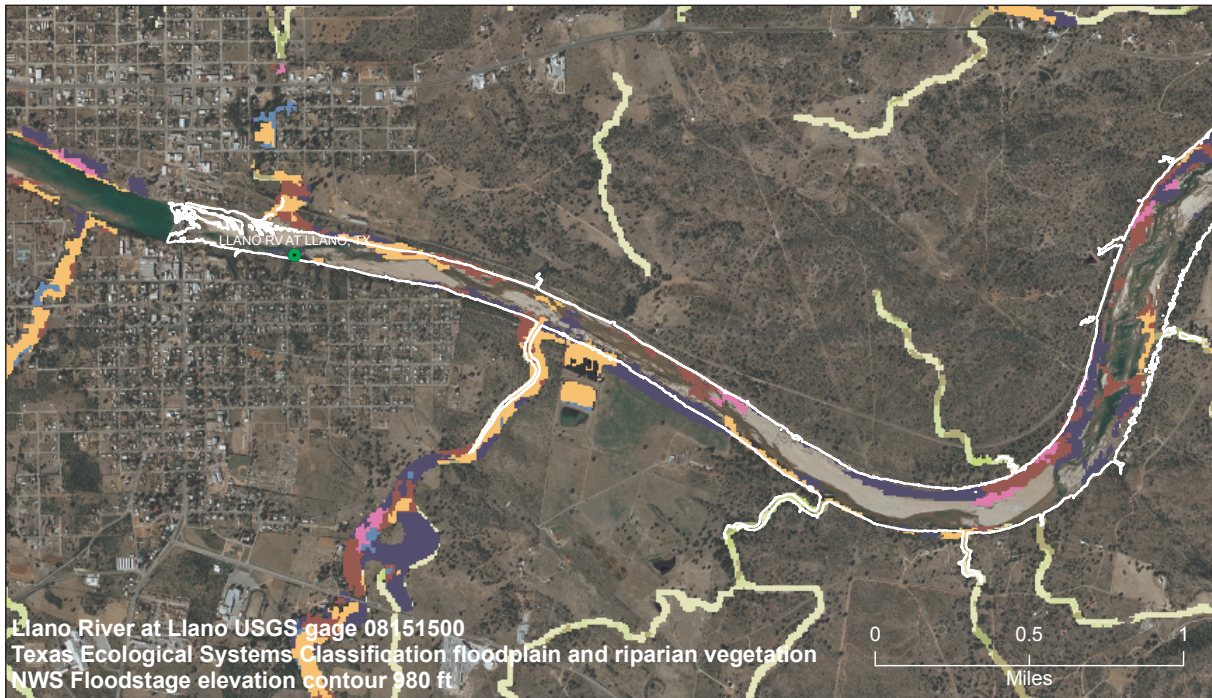 LLANO RV AT LLANO, TX
Llano River at Llano USGS gage 08151500
Texas Ecological Systems Classification floodplain and riparian vegetation
NWS Floodstage elevation contour 980 ft
0 0.5 1
Miles